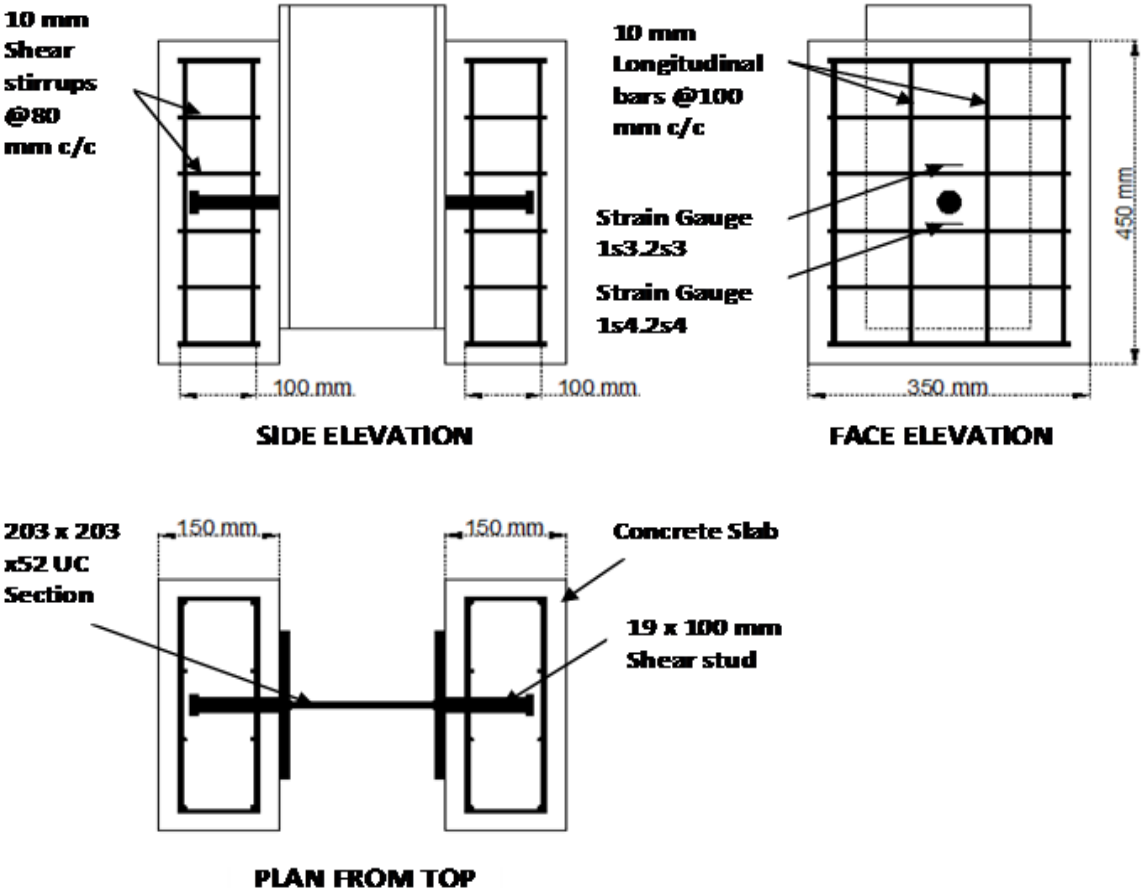 10 mm
Shear
stirrups
@80
mm c/c
100 mm
100 mm
SIDE ELEVATION
10 mm
Longitudinal
bars @100
mm c/c
Strain Gauge
1s3.2s3
Strain Gauge
1s4.2s4
450 mm
350 mm
FACE ELEVATION
203 x 203
x52 UC
Section
150 mm
150 mm
Concrete Slab
19 x 100 mm
Shear stud
PLAN FROM TOP